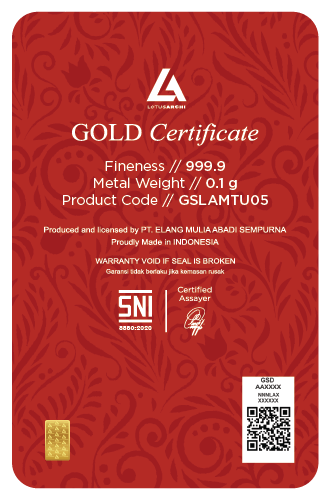 LA
LOTUSARCHI
GOLD Certificate
Fineness // 999.9
Metal Weight // 0.1 g
Product Code // GSLAMTU05
Produced and licensed by PT. ELANG MULIA ABADI SEMPURNA
Proudly Made in INDONESIA
WARRANTY VOID IF SEAL IS BROKEN
Garansi tidak berlaku jika kemasan rusak
SNI
8880:2020
Certified
Assayer
GSD
AAXXXX
NNNLAX
XXXXXX